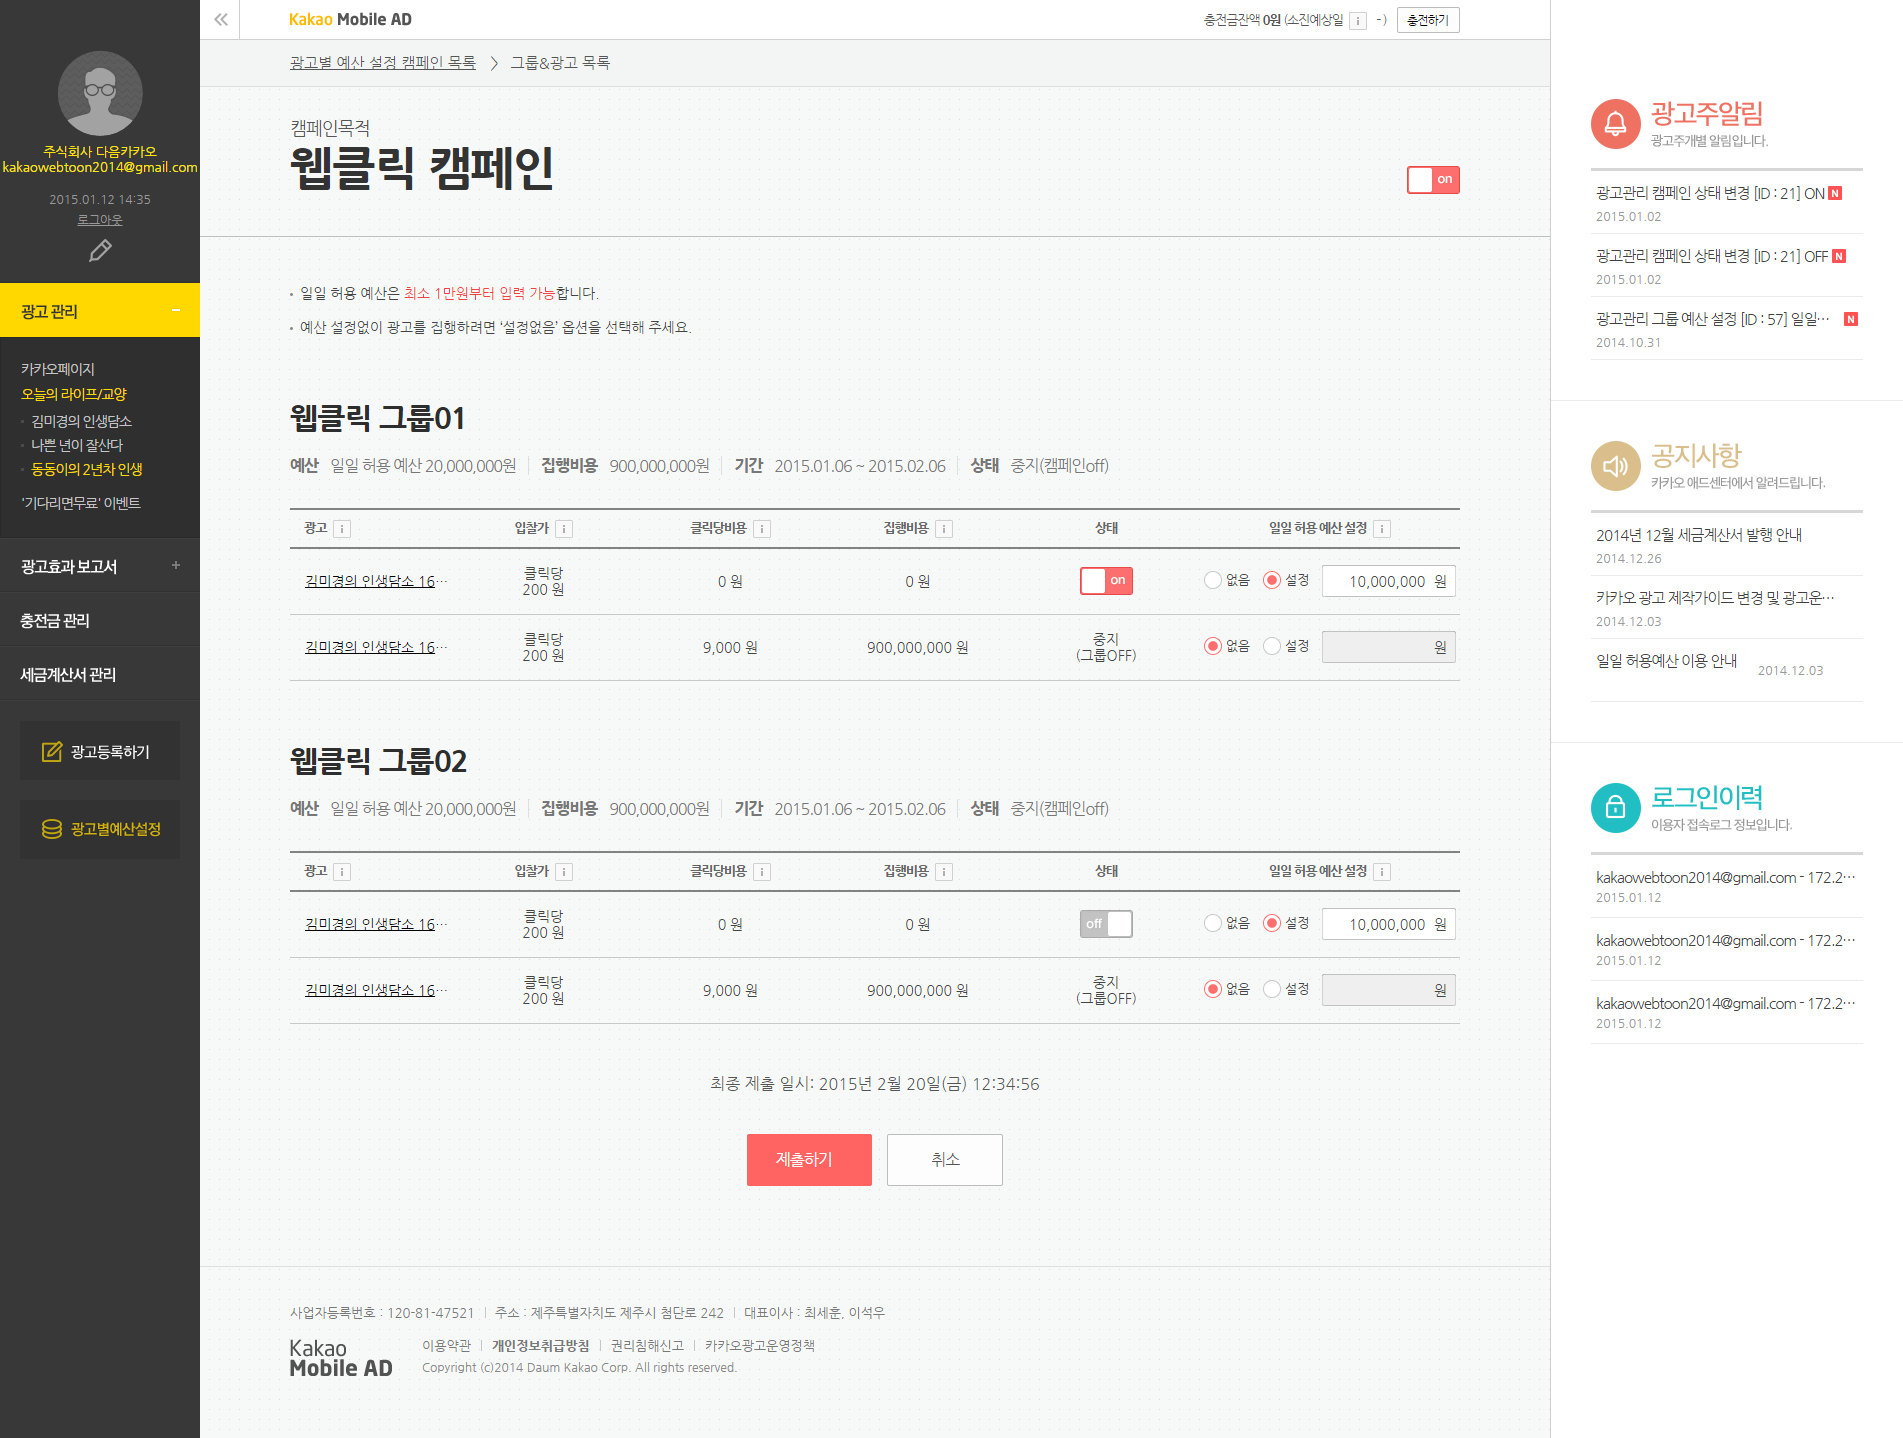 주식회사 다음카카오
kakaowebtoon2014@gmail.com
2015.01.12 14:35
로그아웃
광고 관리
카카오페이지
오늘의 라이프/교양
김미경의 인생담소
나쁜 년이 잘산다
동동이의 2년차 인생
'기다리면무료' 이벤트
광고효과 보고서
충전금 관리
세금계산서 관리
광고등록하기
광고별예산설정
Kakao Mobile AD
충전금잔액 0원 (소진예상일 i - ) 충전하기
광고별 예산 설정 캠페인 목록 > 그룹&광고 목록
캠페인목적
웹클릭 캠페인
on
· 일일 허용 예산은 최소 1만원부터 입력 가능합니다.
· 예산 설정없이 광고를 집행하려면 ‘설정없음’ 옵션을 선택해 주세요.
웹클릭 그룹01
예산 일일 허용 예산 20,000,000원 | 집행비용 900,000,000원 | 기간 2015.01.06 ~ 2015.02.06 | 상태 중지(캠페인off)
광고 i 입찰가 i 클릭당비용 i 집행비용 i 상태 일일 허용 예산 설정 i
김미경의 인생담소 16··· 클릭당 200 원 0 원 0 원 on 없음 설정 10,000,000 원
김미경의 인생담소 16··· 클릭당 200 원 9,000 원 900,000,000 원 중지 (그룹OFF) 없음 설정 원
웹클릭 그룹02
예산 일일 허용 예산 20,000,000원 | 집행비용 900,000,000원 | 기간 2015.01.06 ~ 2015.02.06 | 상태 중지(캠페인off)
광고 i 입찰가 i 클릭당비용 i 집행비용 i 상태 일일 허용 예산 설정 i
김미경의 인생담소 16··· 클릭당 200 원 0 원 0 원 off 없음 설정 10,000,000 원
김미경의 인생담소 16··· 클릭당 200 원 9,000 원 900,000,000 원 중지 (그룹OFF) 없음 설정 원
최종 제출 일시: 2015년 2월 20일(금) 12:34:56
제출하기 취소
사업자등록번호 : 120-81-47521 | 주소 : 제주특별자치도 제주시 첨단로 242 | 대표이사 : 최세훈, 이석우
Kakao
Mobile AD
이용약관 | 개인정보취급방침 | 권리침해신고 | 카카오광고운영정책
Copyright (c)2014 Daum Kakao Corp. All rights reserved.
광고주알림
광고주개별 알림입니다.
광고관리 캠페인 상태 변경 [ID : 21] ON N
2015.01.02
광고관리 캠페인 상태 변경 [ID : 21] OFF N
2015.01.02
광고관리 그룹 예산 설정 [ID : 57] 일일··· N
2014.10.31
공지사항
카카오 애드센터에서 알려드립니다.
2014년 12월 세금계산서 발행 안내
2014.12.26
카카오 광고 제작가이드 변경 및 광고운···
2014.12.03
일일 허용예산 이용 안내 2014.12.03
로그인이력
이용자 접속로그 정보입니다.
kakaowebtoon2014@gmail.com - 172.2···
2015.01.12
kakaowebtoon2014@gmail.com - 172.2···
2015.01.12
kakaowebtoon2014@gmail.com - 172.2···
2015.01.12